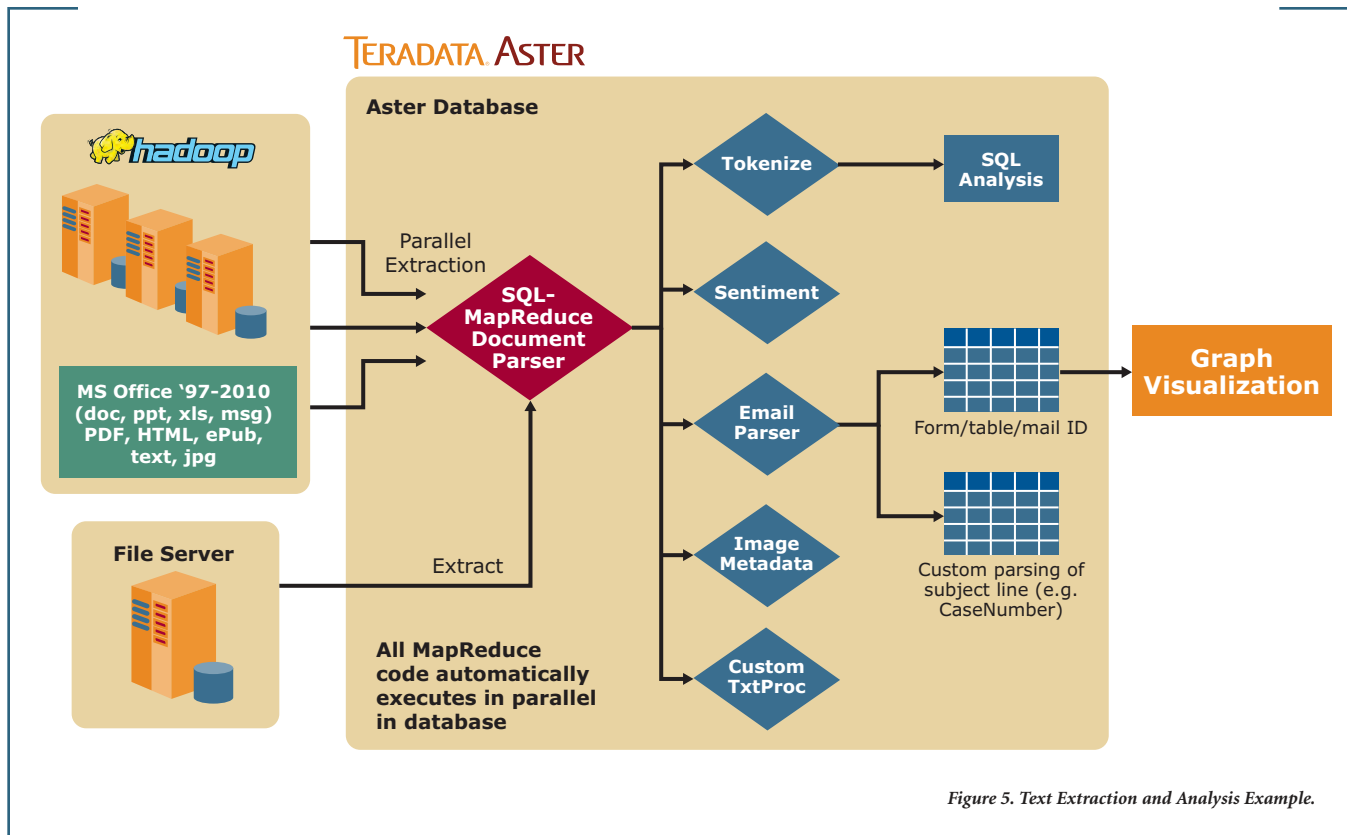 TERADATA ASTER
Aster Database
hadoop
MS Office ‘97-2010
(doc, ppt, xls, msg)
PDF, HTML, ePub,
text, jpg
File Server
Parallel
Extraction
Extract
SQL-
MapReduce
Document
Parser
All MapReduce
code automatically
executes in parallel
in database
Tokenize
SQL
Analysis
Sentiment
Email
Parser
Form/table/mail ID
Custom parsing of
subject line (e.g.
CaseNumber)
Image
Metadata
Custom
TxtProc
Graph
Visualization
Figure 5. Text Extraction and Analysis Example.